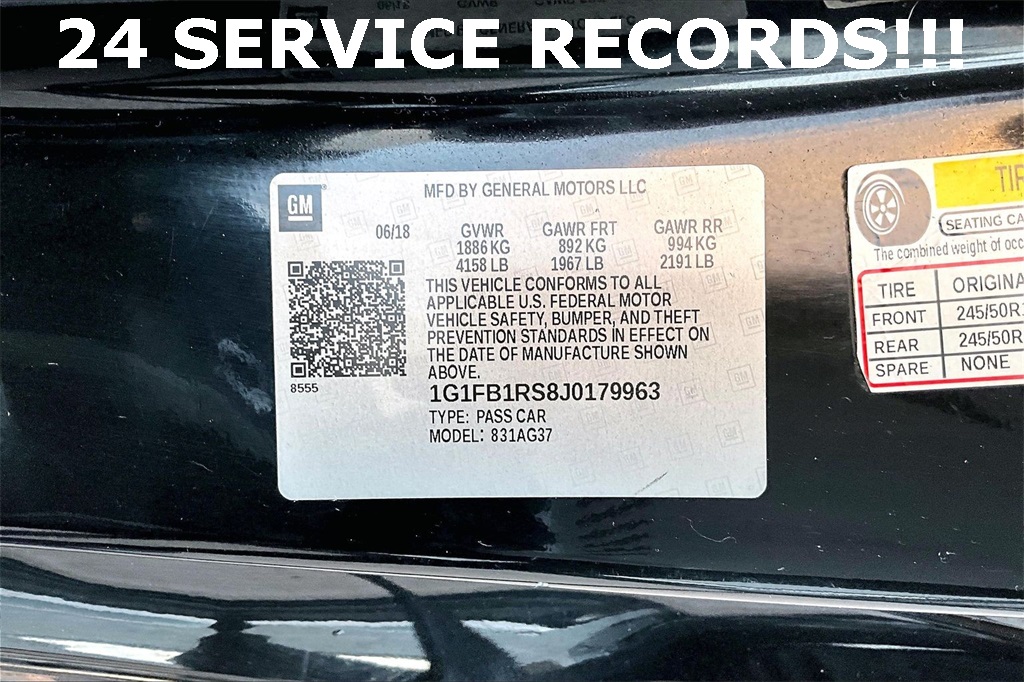 24 SERVICE RECORDS!!!
GM
MFD BY GENERAL MOTORS LLC
06/18
GVWR GAWR FRT GAWR RR
1886 KG 892 KG 994 KG
4158 LB 1967 LB 2191 LB
THIS VEHICLE CONFORMS TO ALL
APPLICABLE U.S. FEDERAL MOTOR
VEHICLE SAFETY, BUMPER, AND THEFT
PREVENTION STANDARDS IN EFFECT ON
THE DATE OF MANUFACTURE SHOWN
ABOVE.
8555
1G1FB1RS8J0179963
TYPE: PASS CAR
MODEL: 831AG37
SEATING
The combined weight of
TIRE
FRONT 245/50R
REAR 245/50R
SPARE NONE